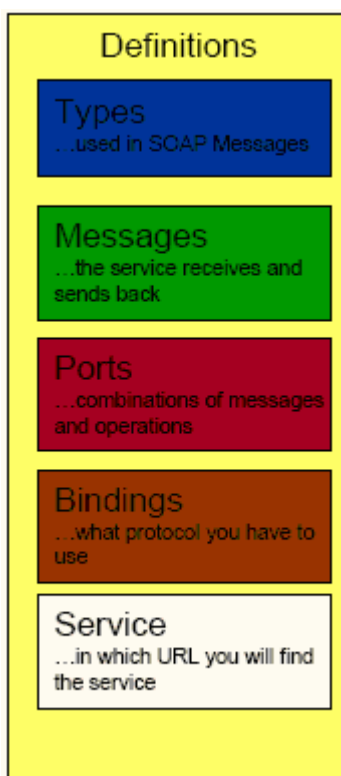 Definitions
Types
...used in SOAP Messages
Messages
...the service receives and
sends back
Ports
...combinations of messages
and operations
Bindings
...what protocol you have to
use
Service
...in which URL you will find
the service